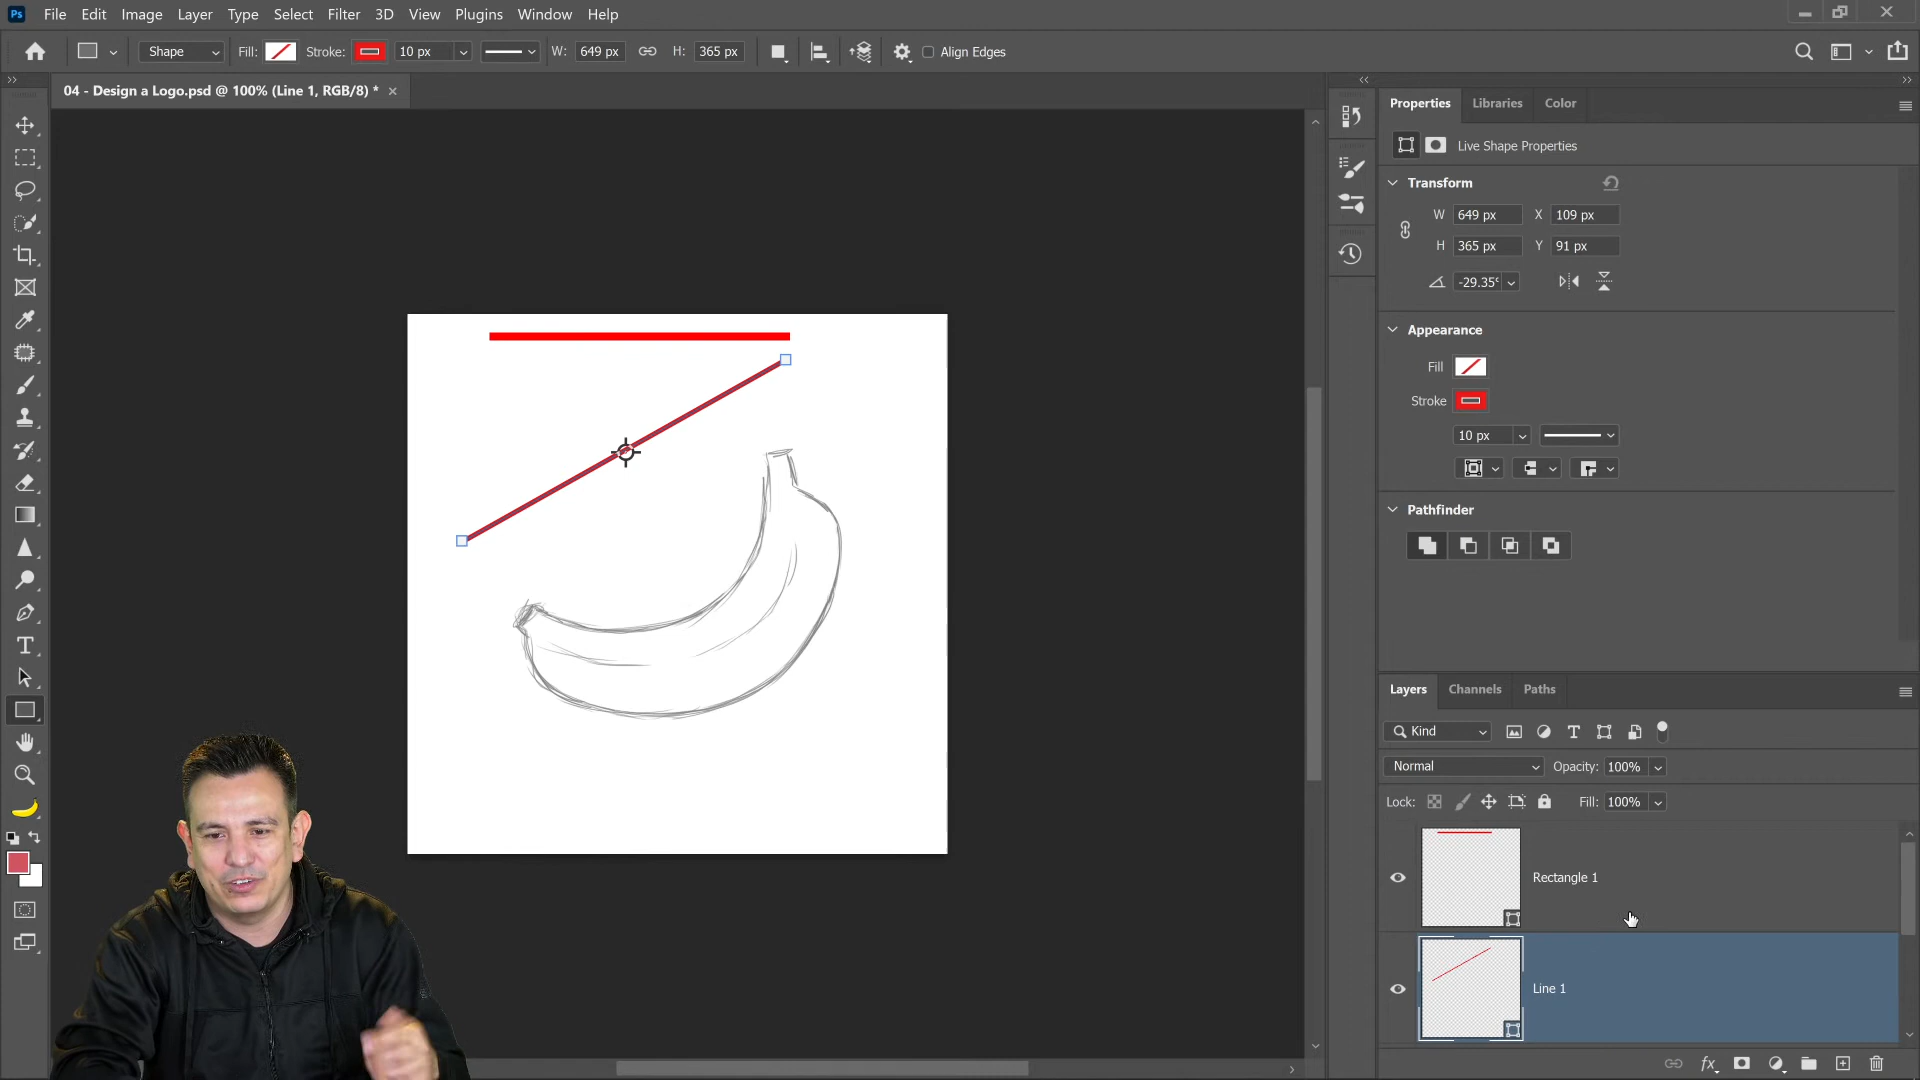 Ps File Edit Image Layer Type Select Filter 3D View Plugins Window Help
Shape Fill: Stroke: 10 px W: 649 px H: 365 px Align Edges
04 - Design a Logo.psd @ 100% (Line 1, RGB/8) *
Properties Libraries Color
Live Shape Properties
Transform
W 649 px X 109 px
H 365 px Y 91 px
-29.35°
Appearance
Fill
Stroke
10 px
Pathfinder
Layers Channels Paths
Kind
Normal Opacity: 100%
Lock: Fill: 100%
Rectangle 1
Line 1